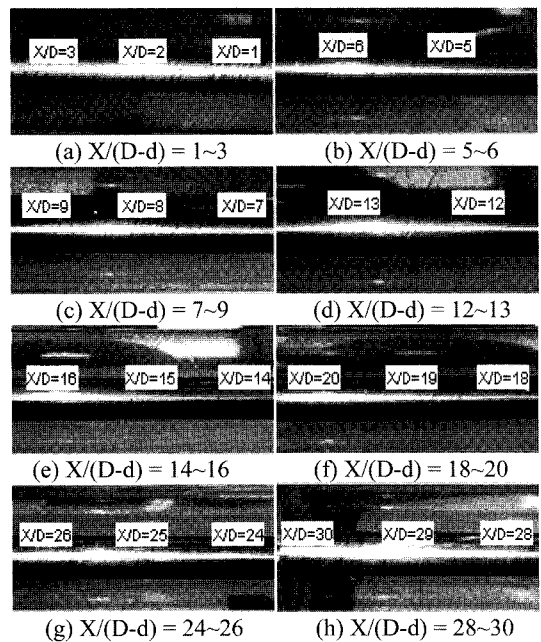 X/D=3 X/D=2 X/D=1
X/D=6 X/D=5
(a) X/(D-d) = 1~3
(b) X/(D-d) = 5~6
X/D=9 X/D=8 X/D=7
X/D=13 X/D=12
(c) X/(D-d) = 7~9
(d) X/(D-d) = 12~13
X/D=16 X/D=15 X/D=14
X/D=20 X/D=19 X/D=18
(e) X/(D-d) = 14~16
(f) X/(D-d) = 18~20
X/D=26 X/D=25 X/D=24
X/D=30 X/D=29 X/D=28
(g) X/(D-d) = 24~26
(h) X/(D-d) = 28~30